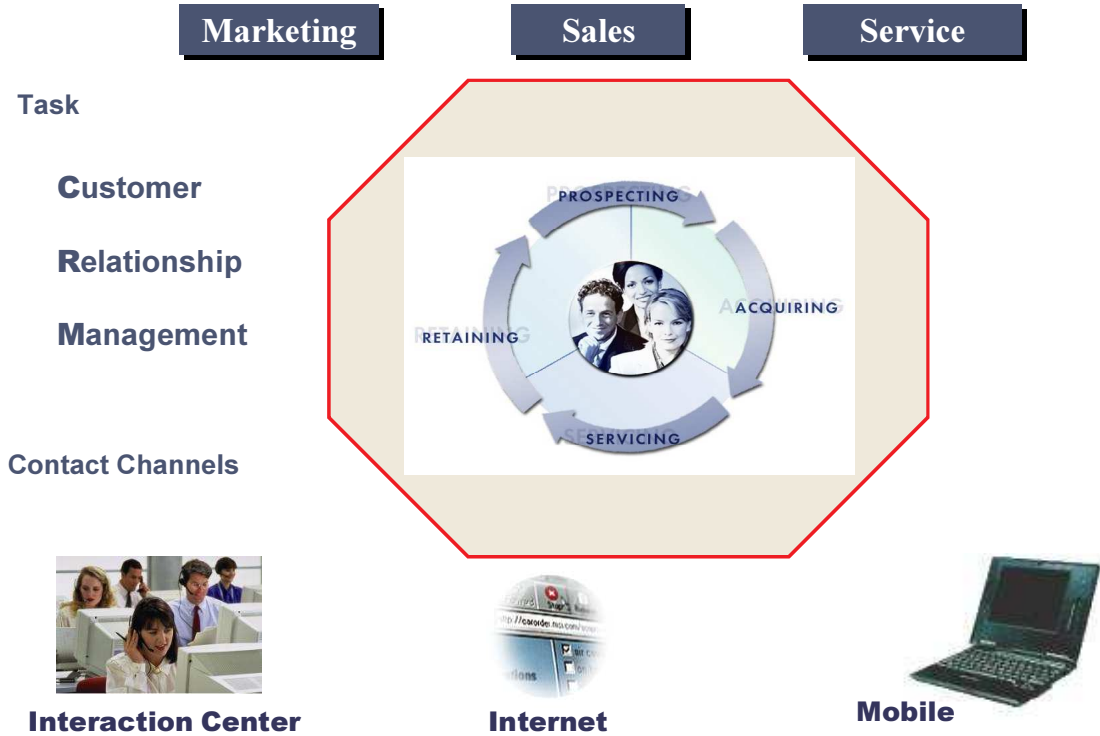 Marketing
Sales
Service
Task
Customer
Relationship
Management
PROSPECTING
ACQUIRING
RETAINING
SERVICING
Contact Channels
Interaction Center
Internet
Mobile